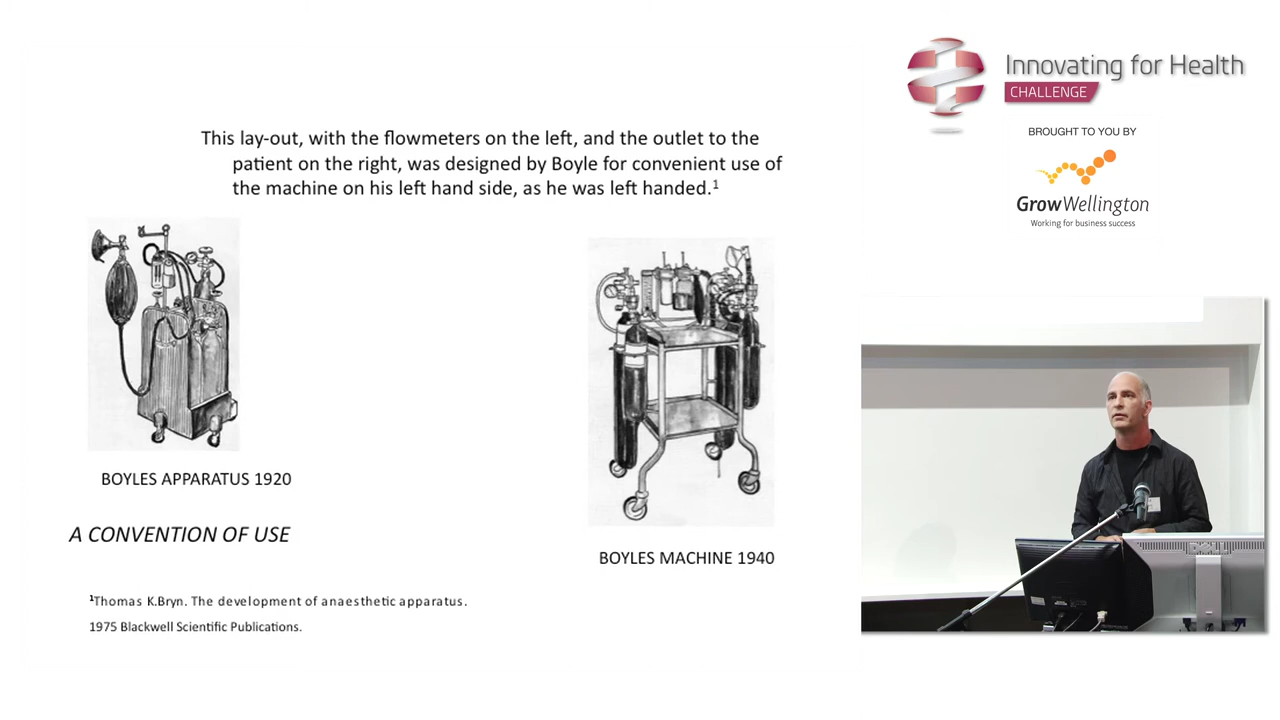 This lay-out, with the flowmeters on the left, and the outlet to the
patient on the right, was designed by Boyle for convenient use of
the machine on his left hand side, as he was left handed.1
BOYLES APPARATUS 1920
A CONVENTION OF USE
BOYLES MACHINE 1940
1Thomas K.Bryn. The development of anaesthetic apparatus.
1975 Blackwell Scientific Publications.
Innovating for Health
CHALLENGE
BROUGHT TO YOU BY
GrowWellington
Working for business success
DELL